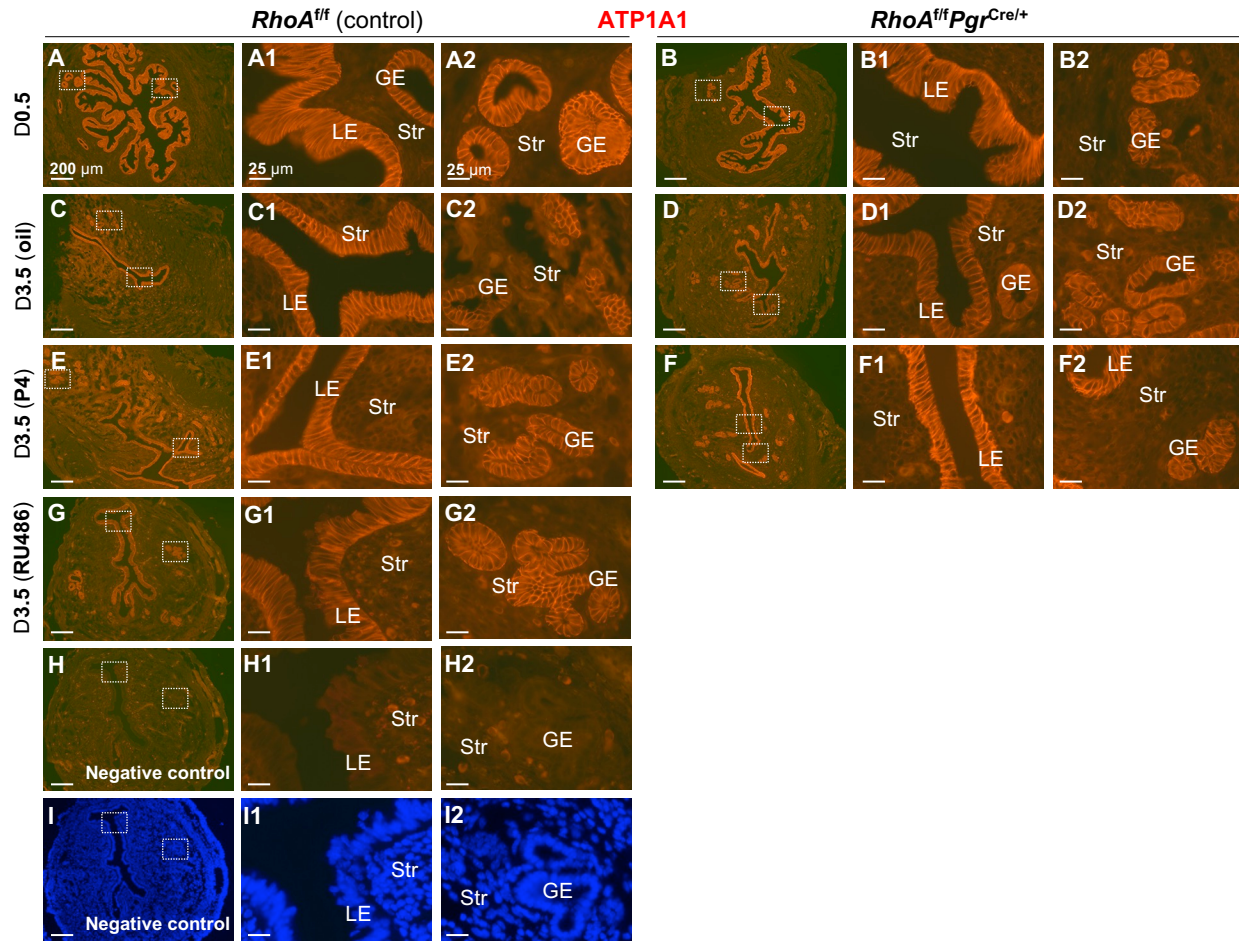 RhoA^f/f (control) ATP1A1 RhoA^f/f Pgr^Cre/+
D0.5
A A1 A2 B B1 B2
GE LE Str Str GE LE Str Str GE
200 µm 25 µm 25 µm
D3.5 (oil)
C C1 C2 D D1 D2
Str LE GE Str Str GE LE Str GE
D3.5 (P4)
E E1 E2 F F1 F2
LE Str Str GE Str LE LE Str GE
D3.5 (RU486)
G G1 G2
Str LE Str GE
H H1 H2
Str LE Str GE
Negative control
I I1 I2
Str LE Str GE
Negative control